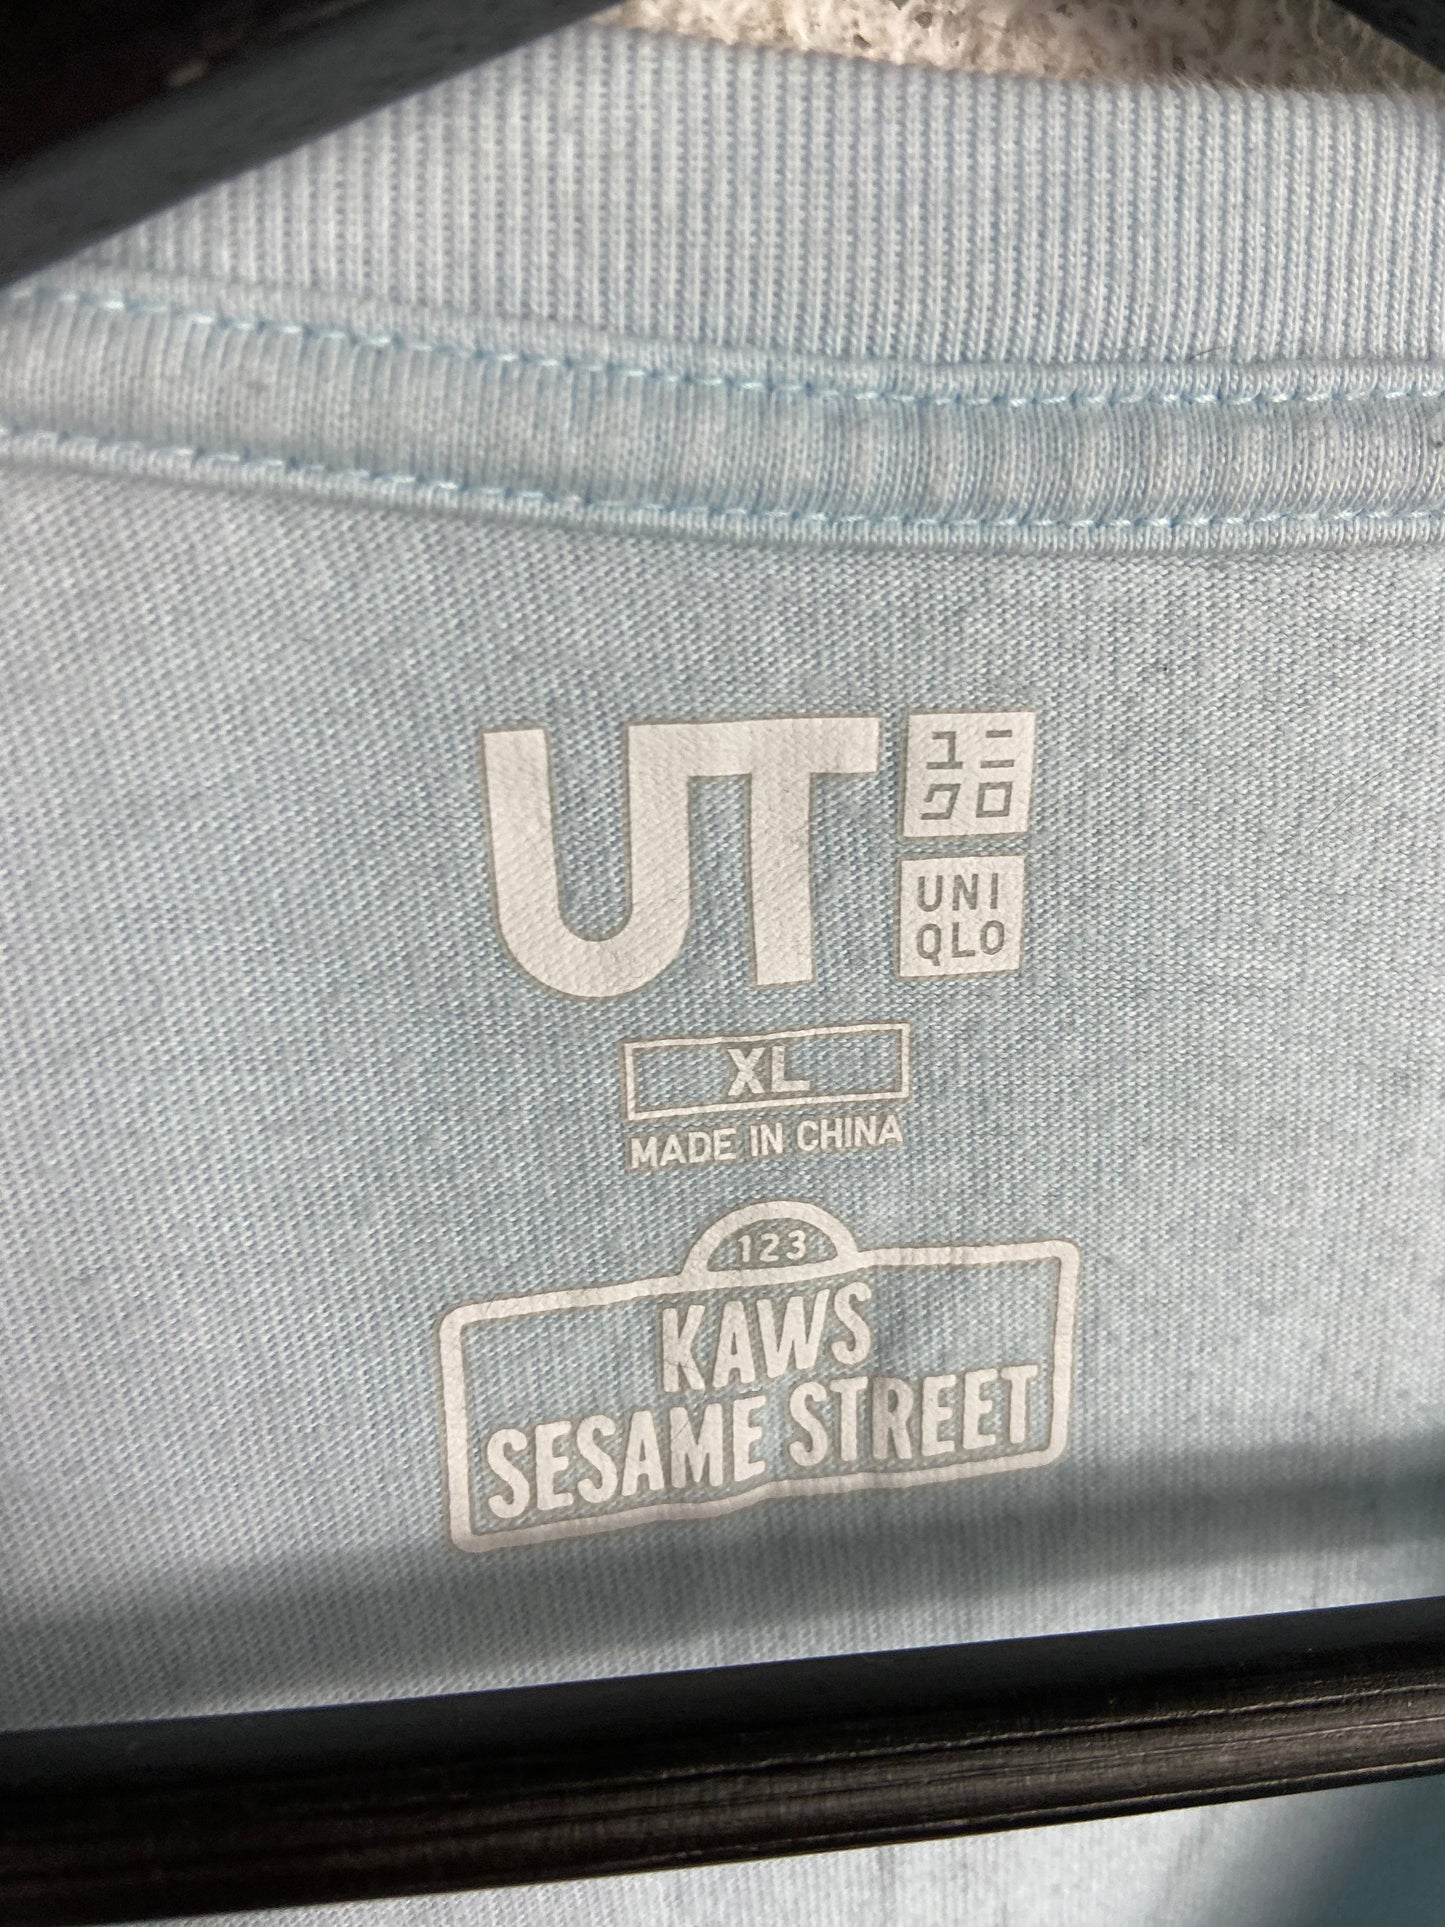 UT
ユニ
クロ
UNI
QLO
XL
MADE IN CHINA
123
KAWS
SESAME STREET